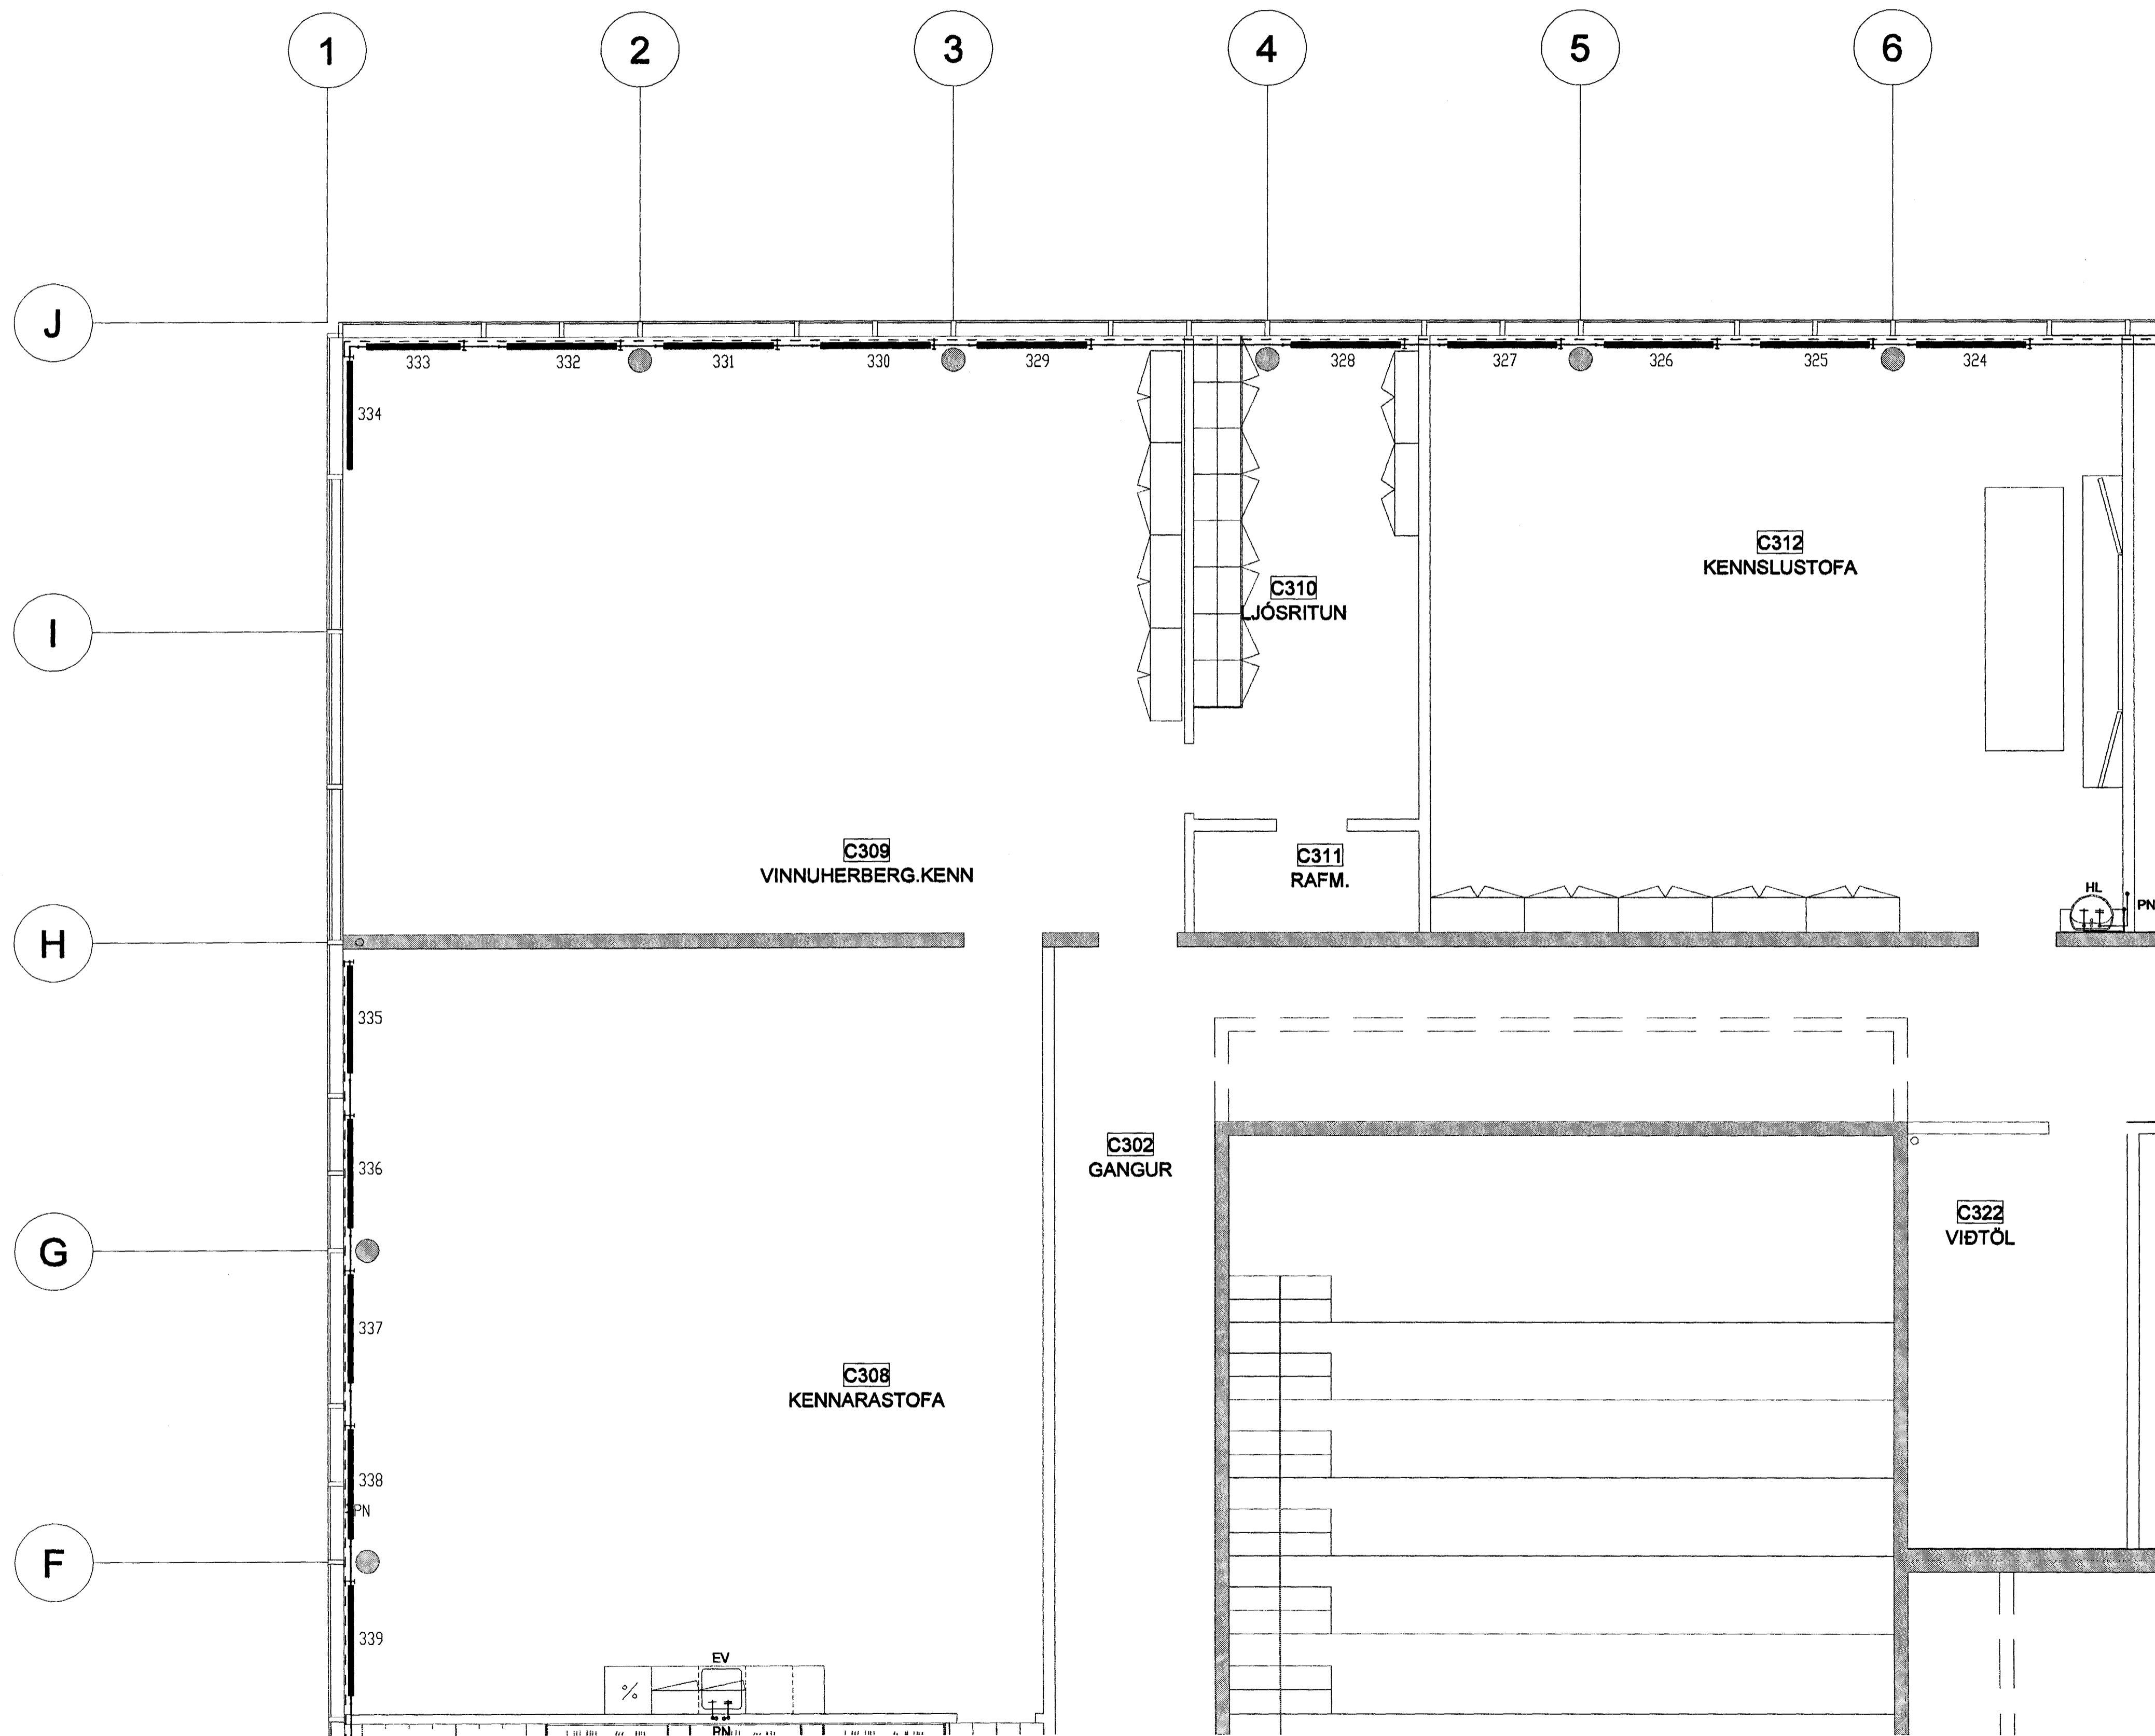 1 2 3 4 5 6
J
333 332 331 330 329 328 327 326 325 324
334
C312
KENNSLUSTOFA
C310
LJÓSRITUN
I
C309
VINNUHERBERG.KENN
C311
RAFM.
HL
PN
H
335
C302
GANGUR
336
C322
VIÐTÖL
G
337
C308
KENNARASTOFA
338
PN
F
339
EV
%
PN